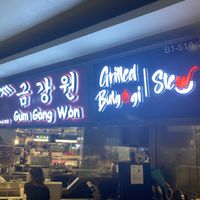 금강원
Gum Gang Won
Grilled Bulgogi | Stew
B1-51